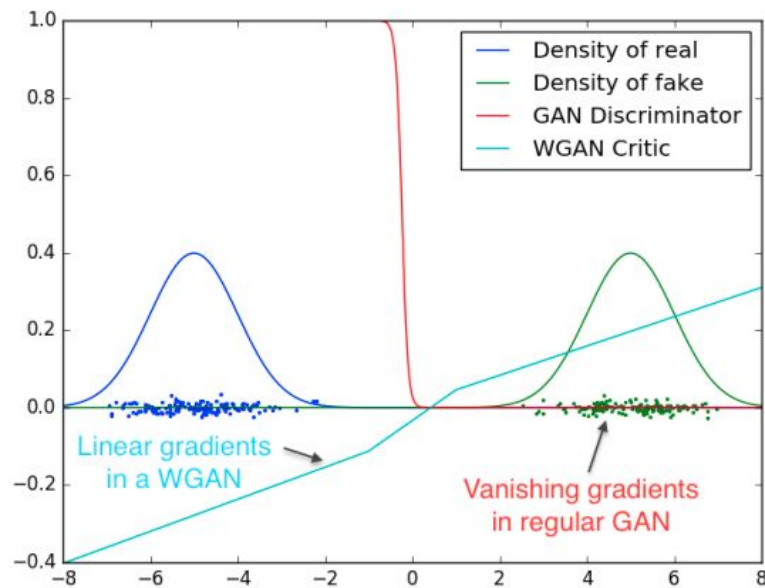 1.0
0.8
0.6
0.4
0.2
0.0
−0.2
−0.4
−8
−6
−4
−2
0
2
4
6
8
Density of real
Density of fake
GAN Discriminator
WGAN Critic
Linear gradients
in a WGAN
Vanishing gradients
in regular GAN